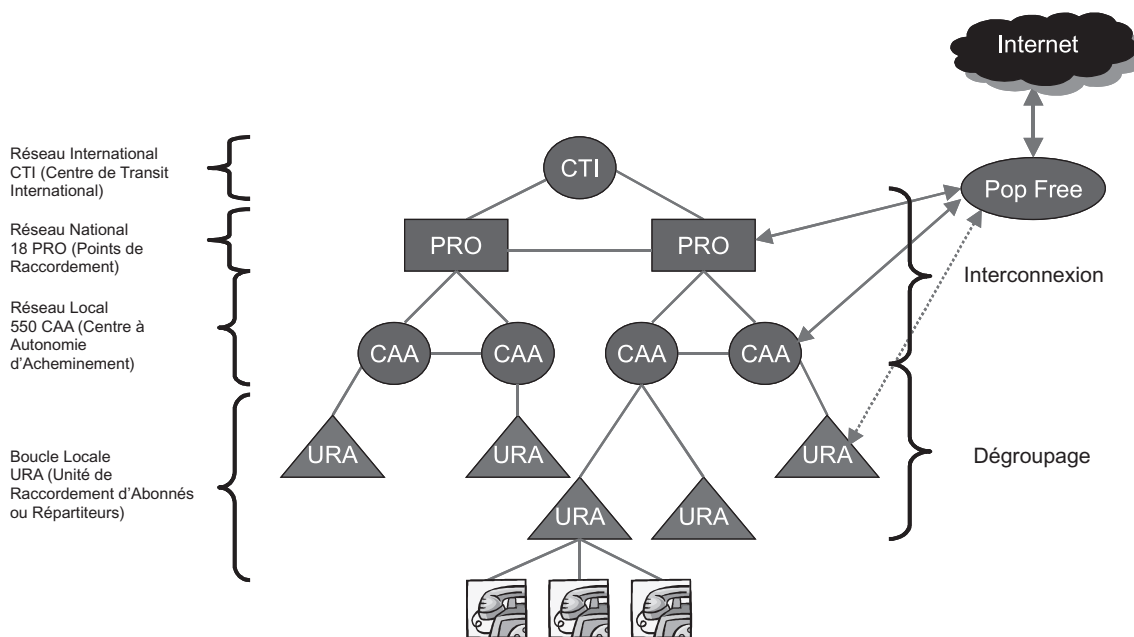 Internet
Réseau International
CTI (Centre de Transit
International)
CTI
Pop Free
Réseau National
18 PRO (Points de
Raccordement)
PRO
PRO
Interconnexion
Réseau Local
550 CAA (Centre à
Autonomie
d’Acheminement)
CAA
CAA
CAA
CAA
URA
URA
URA
Boucle Locale
URA (Unité de
Raccordement d’Abonnés
ou Répartiteurs)
Dégroupage
URA
URA